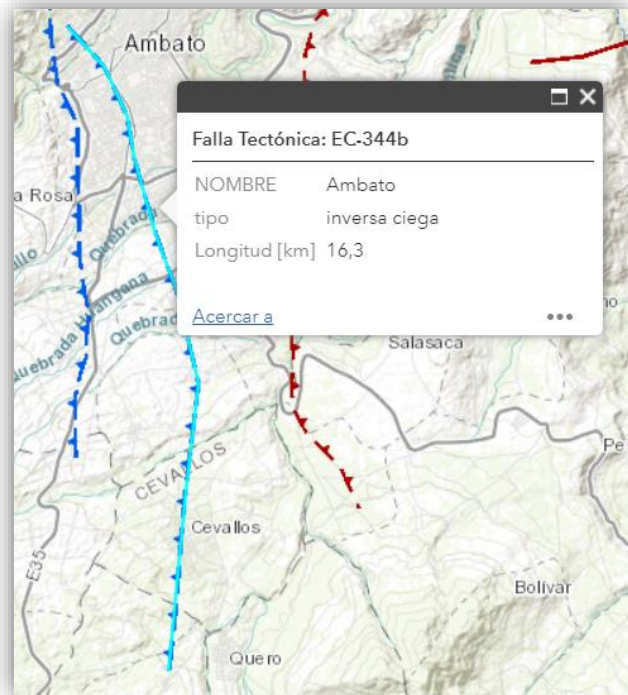 Ambato
Falla Tectónica: EC-344b
NOMBRE Ambato
tipo inversa ciega
Longitud [km] 16,3
Acercar a
a Rosa
Quebrada
Quebrada Huangana
Quebrad
Salasaca
Pe
CEVALLOS
Cevallos
E35
Bolívar
Quero